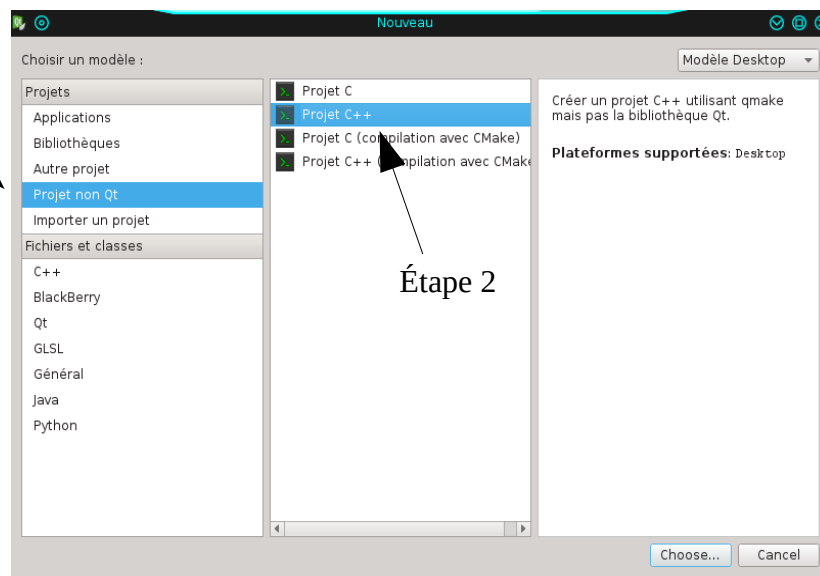 Nouveau
Choisir un modèle :
Modèle Desktop
Projets
Applications
Bibliothèques
Autre projet
Projet non Qt
Importer un projet
Fichiers et classes
C++
BlackBerry
Qt
GLSL
Général
Java
Python
Projet C
Projet C++
Projet C (compilation avec CMake)
Projet C++ (compilation avec CMake
Étape 2
Créer un projet C++ utilisant qmake
mais pas la bibliothèque Qt.
Plateformes supportées: Desktop
Choose...
Cancel